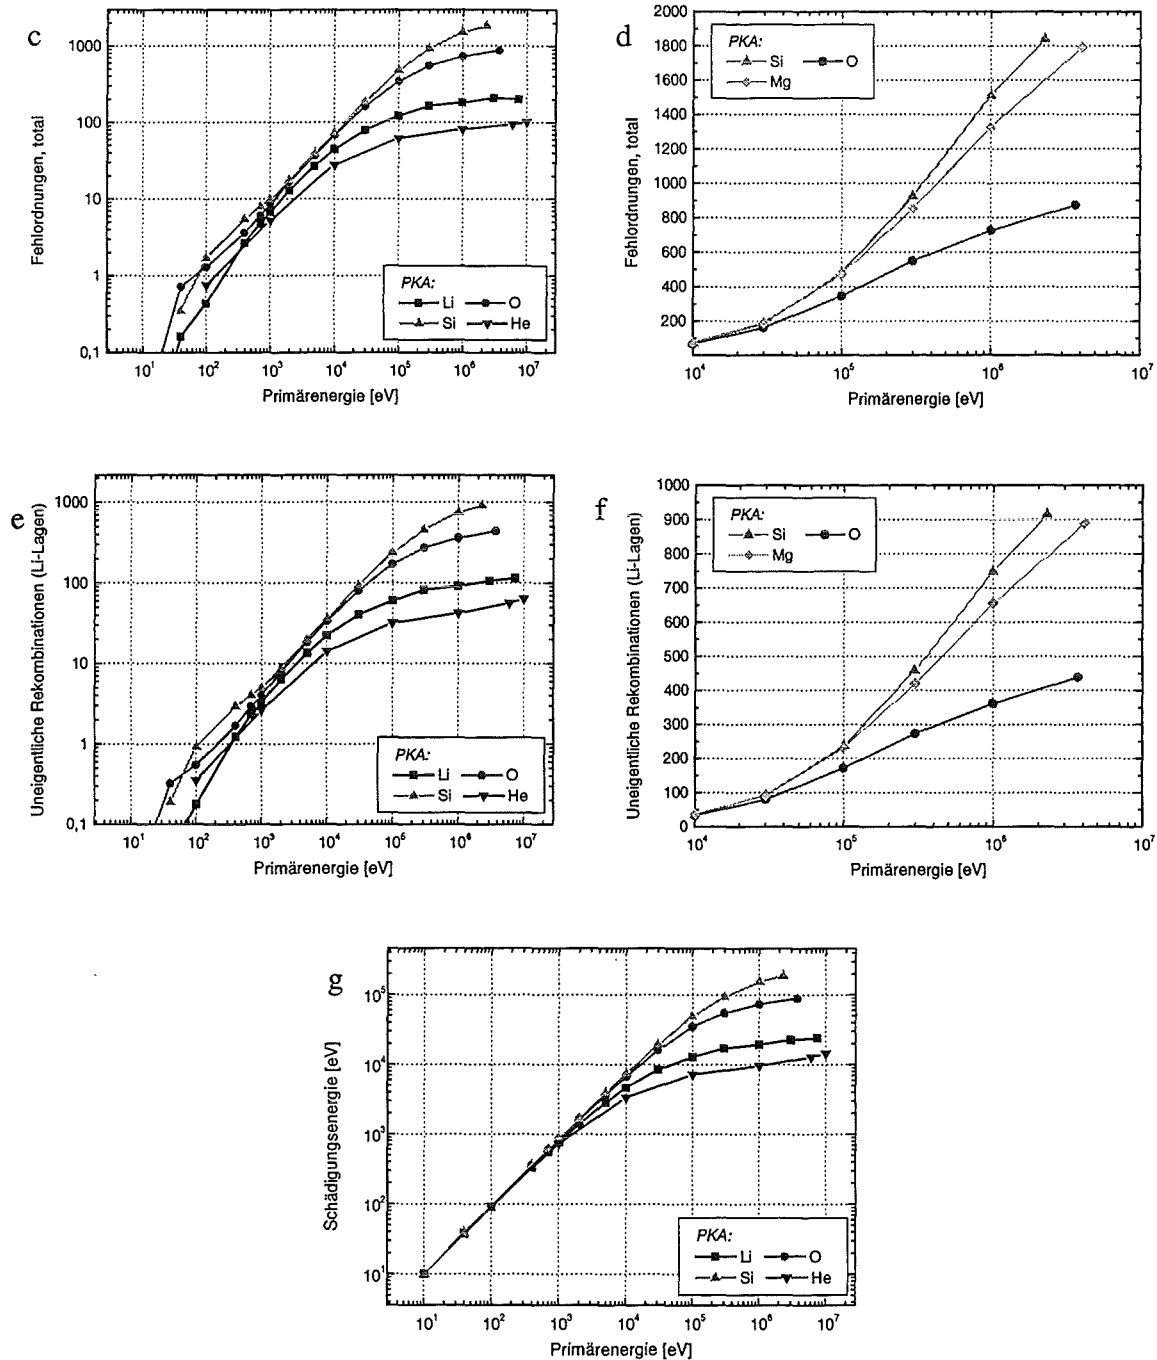 c
Fehlordnungen, total
1000
100
10
1
0,1
PKA:
Li O
Si He
10¹ 10² 10³ 10⁴ 10⁵ 10⁶ 10⁷
Primärenergie [eV]
d
Fehlordnungen, total
2000
1800
1600
1400
1200
1000
800
600
400
200
PKA:
Si O
Mg
10⁴ 10⁵ 10⁶ 10⁷
Primärenergie [eV]
e
Uneigentliche Rekombinationen (Li-Lagen)
1000
100
10
1
0,1
PKA:
Li O
Si He
10¹ 10² 10³ 10⁴ 10⁵ 10⁶ 10⁷
Primärenergie [eV]
f
Uneigentliche Rekombinationen (Li-Lagen)
1000
900
800
700
600
500
400
300
200
100
0
PKA:
Si O
Mg
10⁴ 10⁵ 10⁶ 10⁷
Primärenergie [eV]
g
Schädigungsenergie [eV]
10⁵
10⁴
10³
10²
10¹
PKA:
Li O
Si He
10¹ 10² 10³ 10⁴ 10⁵ 10⁶ 10⁷
Primärenergie [eV]